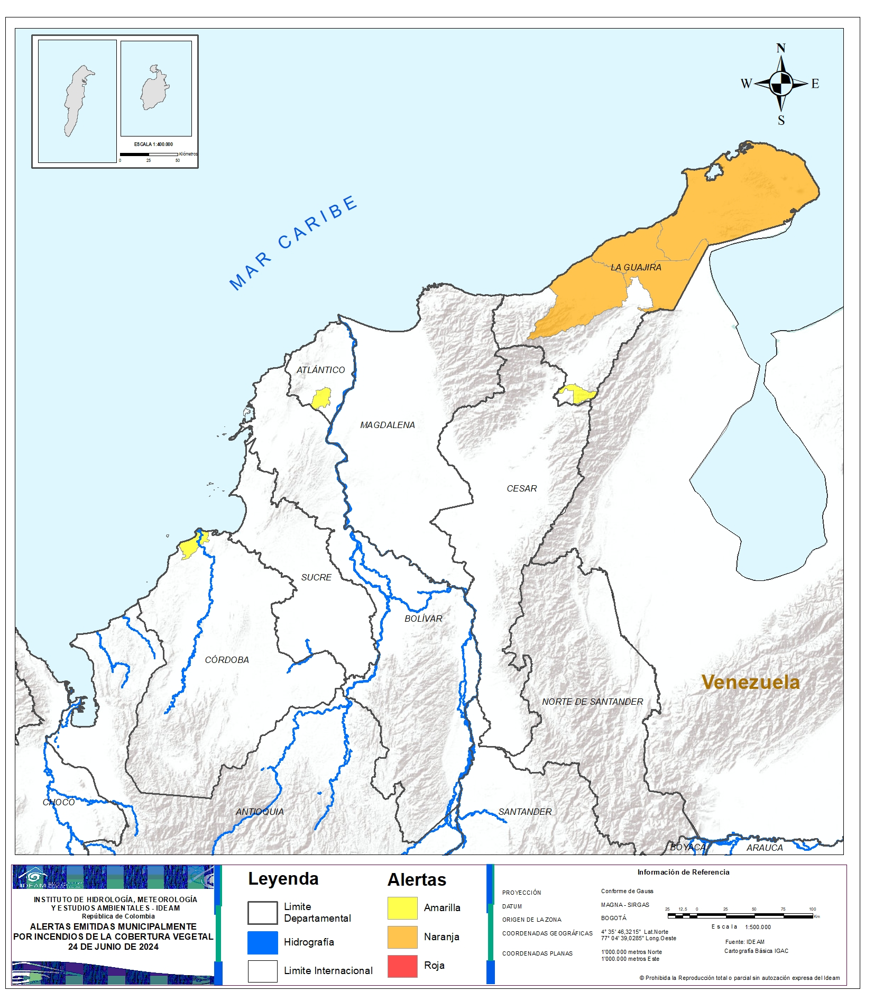 N
W
E
S
ESCALA 1:400.000
Kilómetros
0 25 50
MAR CARIBE
LA GUAJIRA
ATLÁNTICO
MAGDALENA
CESAR
SUCRE
BOLÍVAR
CÓRDOBA
Venezuela
NORTE DE SANTANDER
CHOCÓ
ANTIOQUIA
SANTANDER
BOYACÁ
ARAUCA
IDEAM
INSTITUTO DE HIDROLOGÍA, METEOROLOGÍA
Y ESTUDIOS AMBIENTALES - IDEAM
República de Colombia
ALERTAS EMITIDAS MUNICIPALMENTE
POR INCENDIOS DE LA COBERTURA VEGETAL
24 DE JUNIO DE 2024
Leyenda
Limite
Departamental
Hidrografía
Limite Internacional
Alertas
Amarilla
Naranja
Roja
Información de Referencia
PROYECCIÓN
Conforme de Gauss
DATUM
MAGNA - SIRGAS
ORIGEN DE LA ZONA
BOGOTÁ
COORDENADAS GEOGRÁFICAS
4° 35' 46,3215" Lat.Norte
77° 04' 39,0285" Long.Oeste
COORDENADAS PLANAS
1'000.000 metros Norte
1'000.000 metros Este
25 12,5 0 25 50 75 100
Km
Escala 1:500.000
Fuente: IDEAM
Cartografía Básica IGAC
© Prohibida la Reproducción total o parcial sin autozación expresa del Ideam